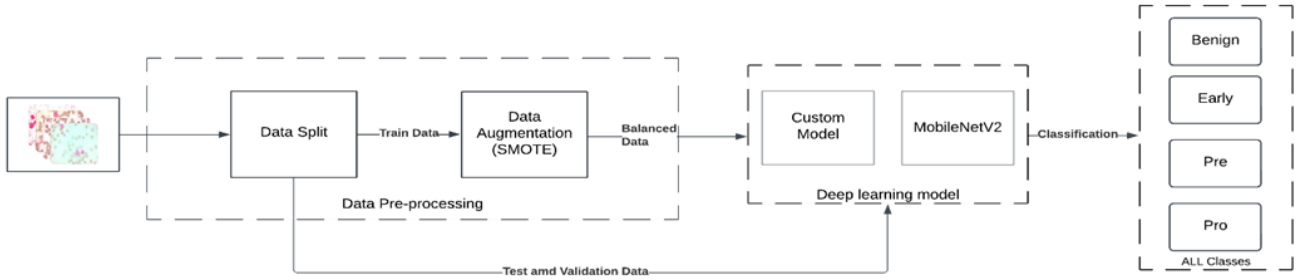 Data Split
Train Data
Data
Augmentation
(SMOTE)
Balanced
Data
Data Pre-processing
Custom
Model
MobileNetV2
Deep learning model
Classification
Test amd Validation Data
Benign
Early
Pre
Pro
ALL Classes